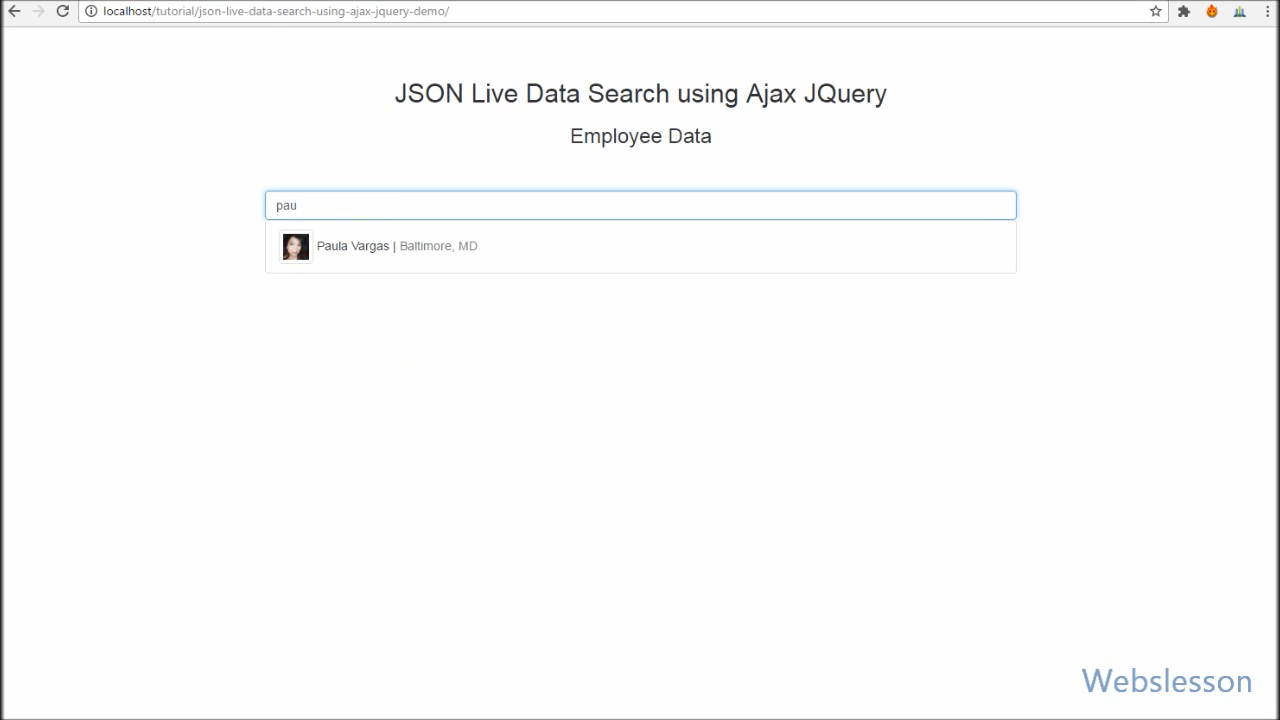 localhost/tutorial/json-live-data-search-using-ajax-jquery-demo/
JSON Live Data Search using Ajax JQuery
Employee Data
pau
Paula Vargas | Baltimore, MD
Webslesson